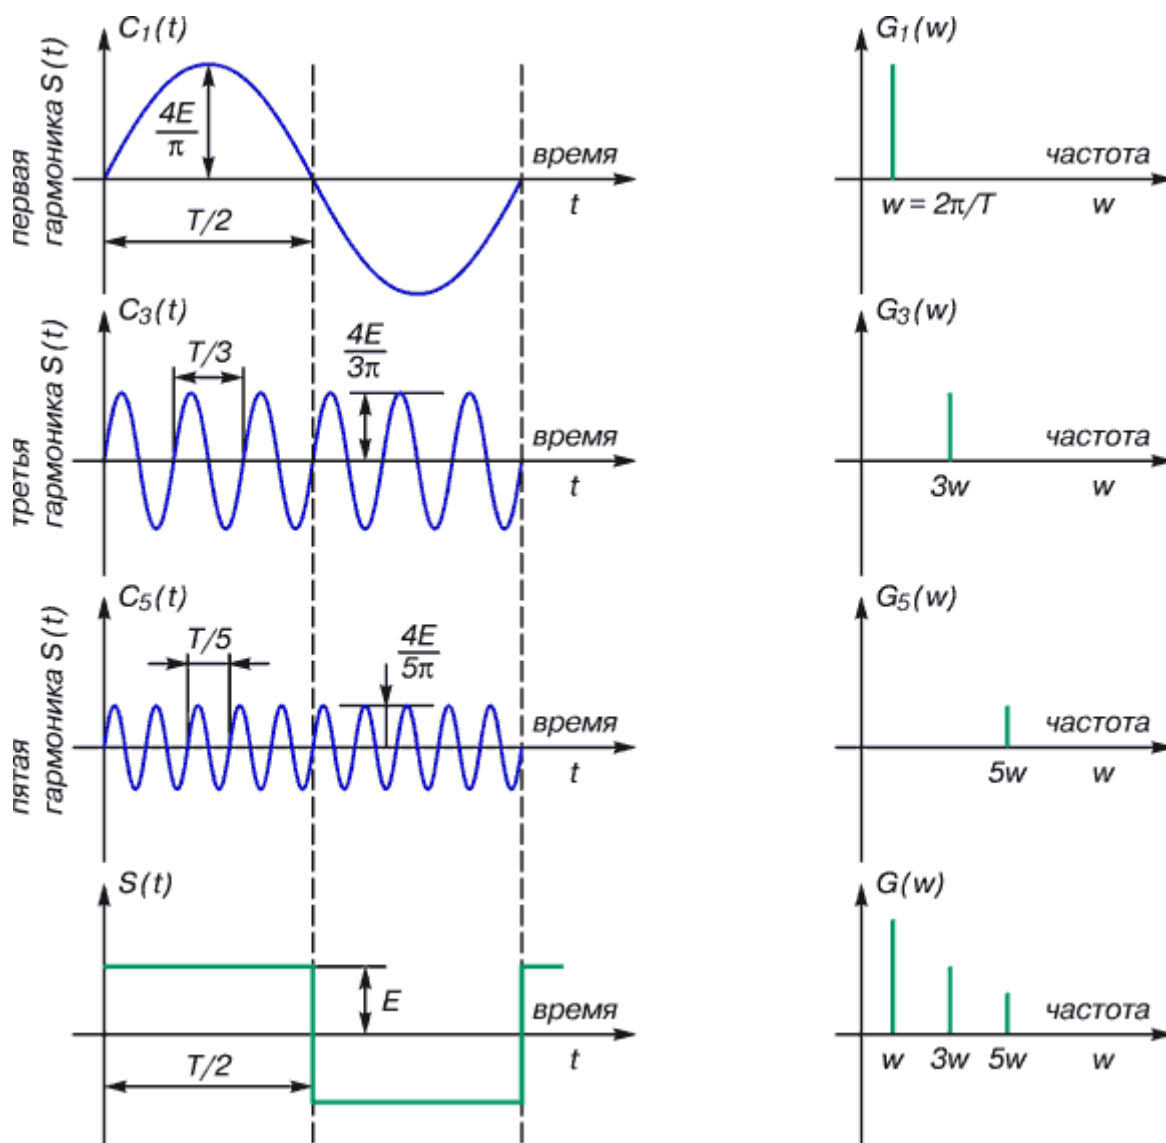 первая
гармоника S(t)
C₁(t)
4E
π
T/2
время
t
G₁(w)
частота
w = 2π/T
w
третья
гармоника S(t)
C₃(t)
T/3
4E
3π
время
t
G₃(w)
частота
3w
w
пятая
гармоника S(t)
C₅(t)
T/5
4E
5π
время
t
G₅(w)
частота
5w
w
S(t)
E
T/2
время
t
G(w)
частота
w 3w 5w w